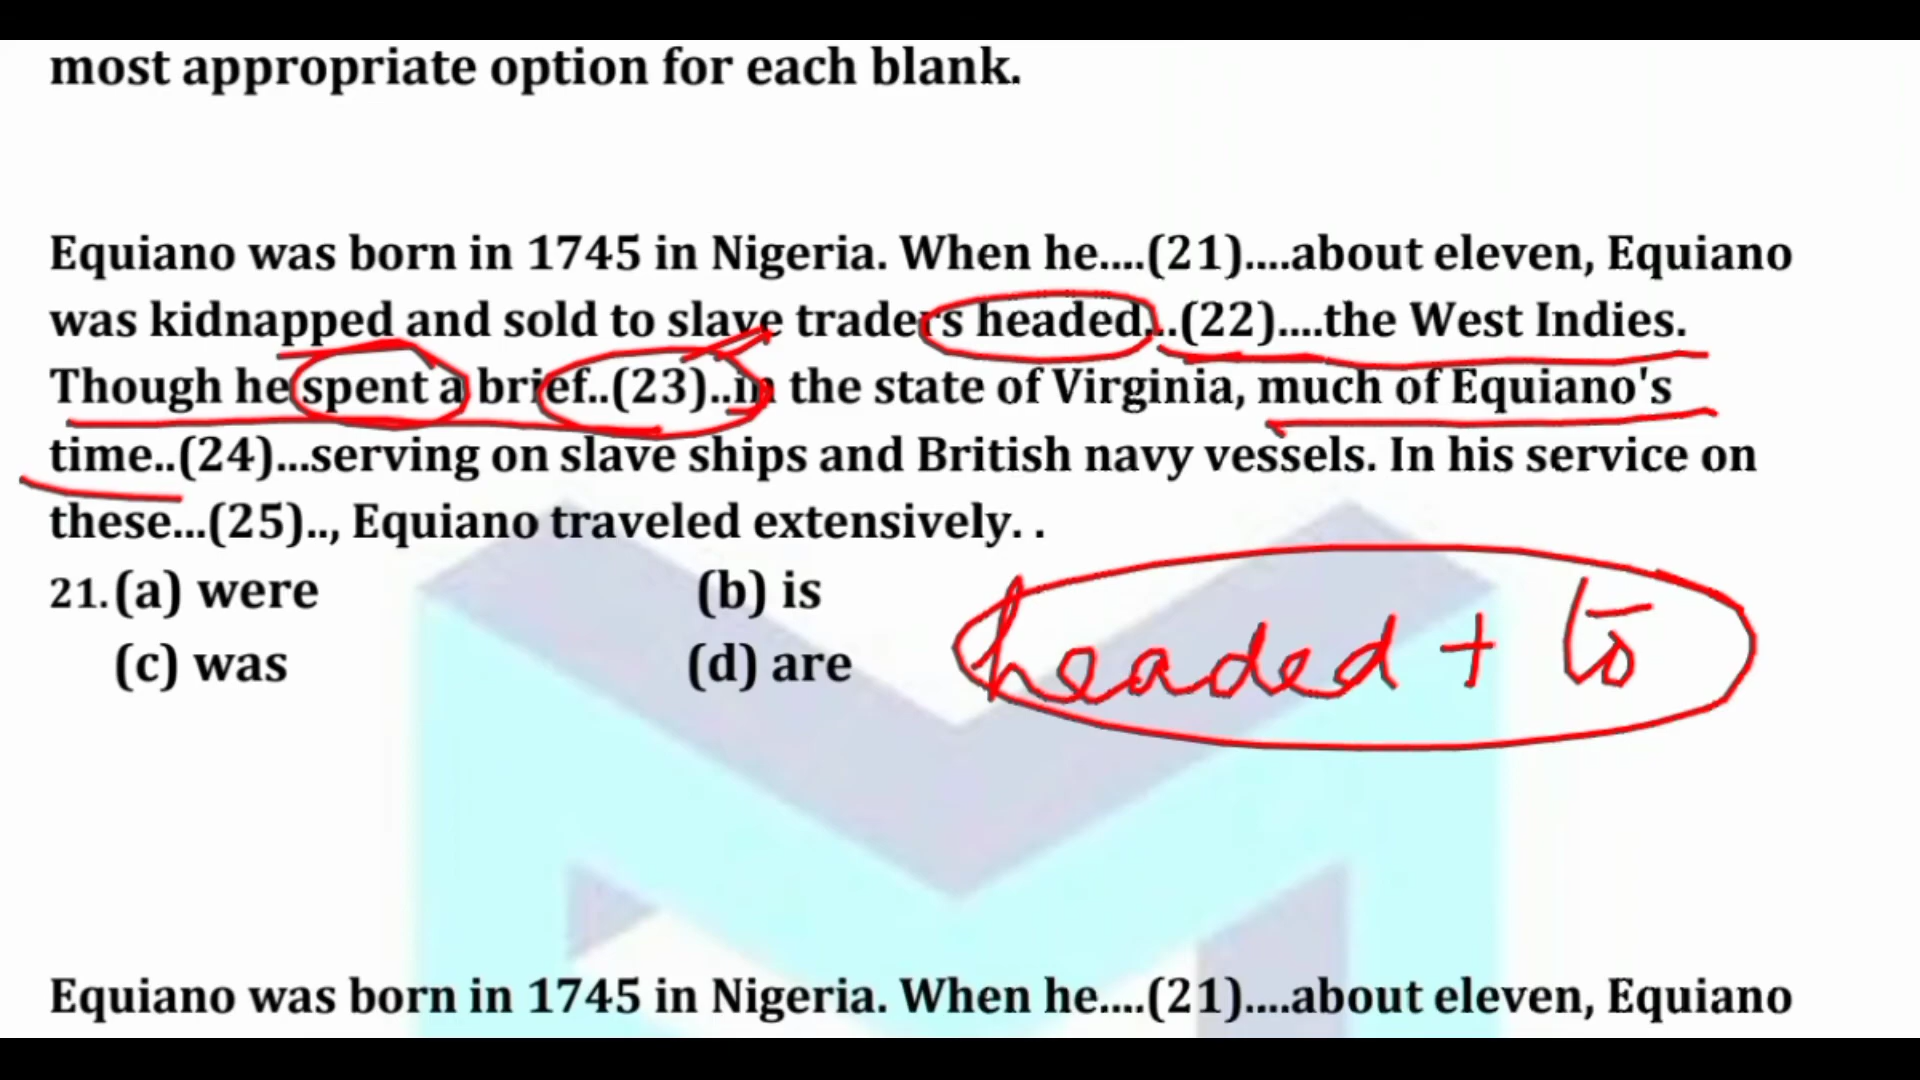 most appropriate option for each blank.
Equiano was born in 1745 in Nigeria. When he....(21)....about eleven, Equiano
was kidnapped and sold to slave traders headed...(22)....the West Indies.
Though he spent a brief..(23)..in the state of Virginia, much of Equiano's
time..(24)...serving on slave ships and British navy vessels. In his service on
these...(25).., Equiano traveled extensively. .
21.(a) were (b) is
(c) was (d) are
headed + to
Equiano was born in 1745 in Nigeria. When he....(21)....about eleven, Equiano